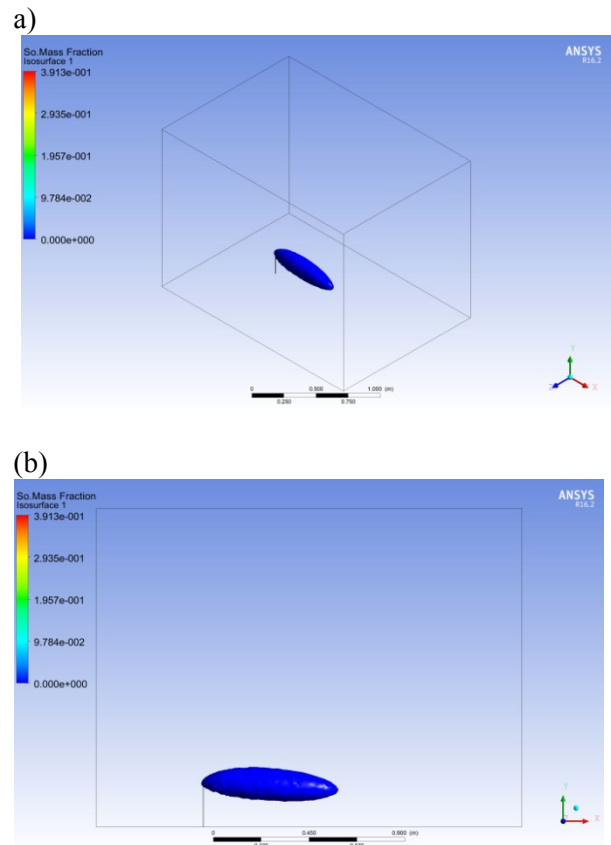 a)
So.Mass Fraction
Isosurface 1
3.913e-001
2.935e-001
1.957e-001
9.784e-002
0.000e+000
ANSYS
R16.2
Y
Z
X
0 0.500 1.000 (m)
0.250 0.750
(b)
So.Mass Fraction
Isosurface 1
3.913e-001
2.935e-001
1.957e-001
9.784e-002
0.000e+000
ANSYS
R16.2
Y
X
0 0.450